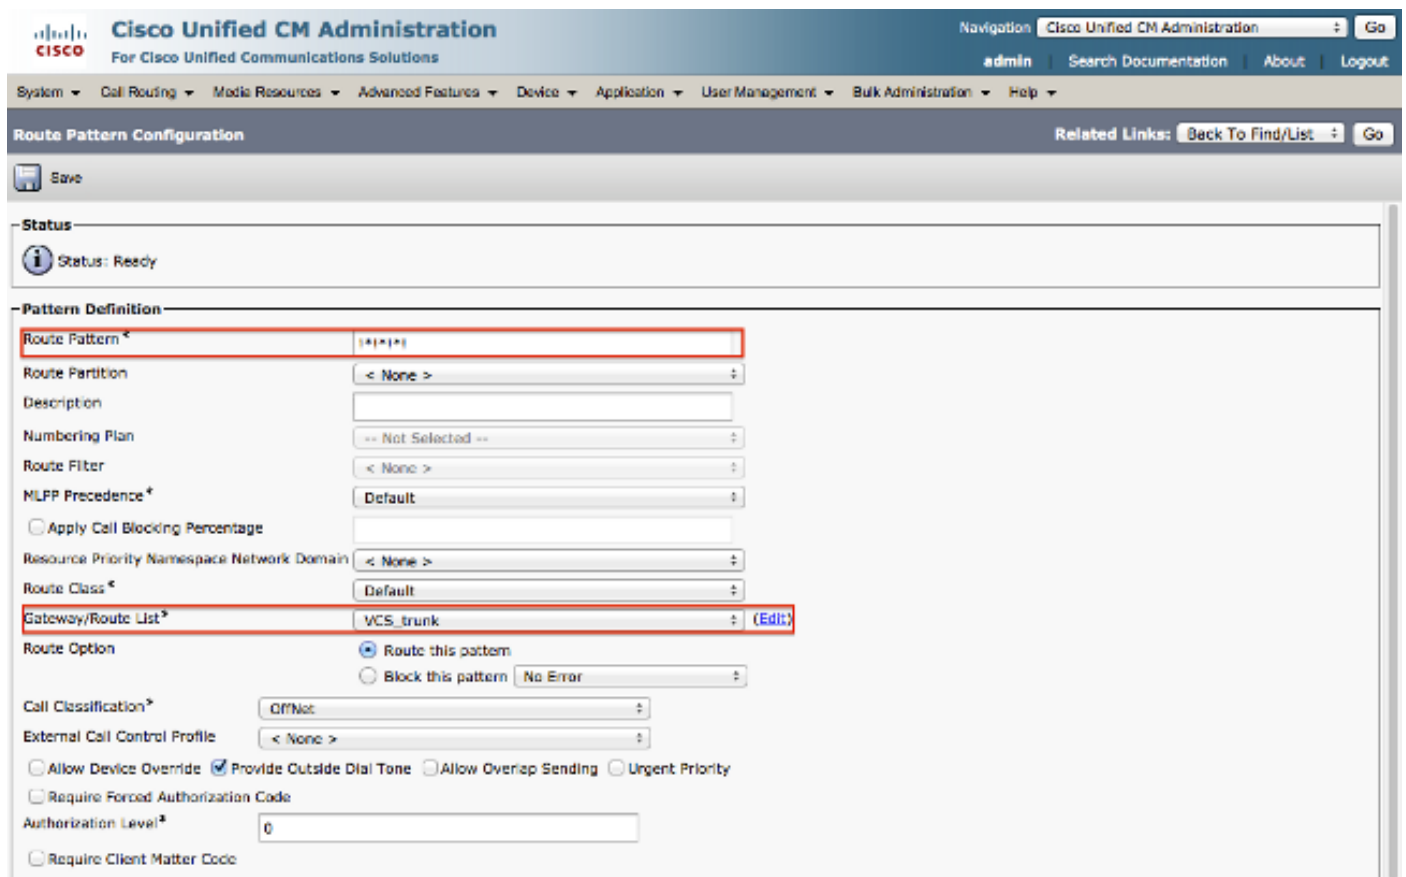 Cisco Unified CM Administration
For Cisco Unified Communications Solutions
CISCO
Navigation Cisco Unified CM Administration Go
admin Search Documentation About Logout
System Call Routing Media Resources Advanced Features Device Application User Management Bulk Administration Help
Route Pattern Configuration Related Links: Back To Find/List Go
Save
Status
Status: Ready
Pattern Definition
Route Pattern* !*!*!*!
Route Partition < None >
Description
Numbering Plan -- Not Selected --
Route Filter < None >
MLPP Precedence* Default
Apply Call Blocking Percentage
Resource Priority Namespace Network Domain < None >
Route Class* Default
Gateway/Route List* VCS_trunk (Edit)
Route Option Route this pattern
Block this pattern No Error
Call Classification* OffNet
External Call Control Profile < None >
Allow Device Override Provide Outside Dial Tone Allow Overlap Sending Urgent Priority
Require Forced Authorization Code
Authorization Level* 0
Require Client Matter Code